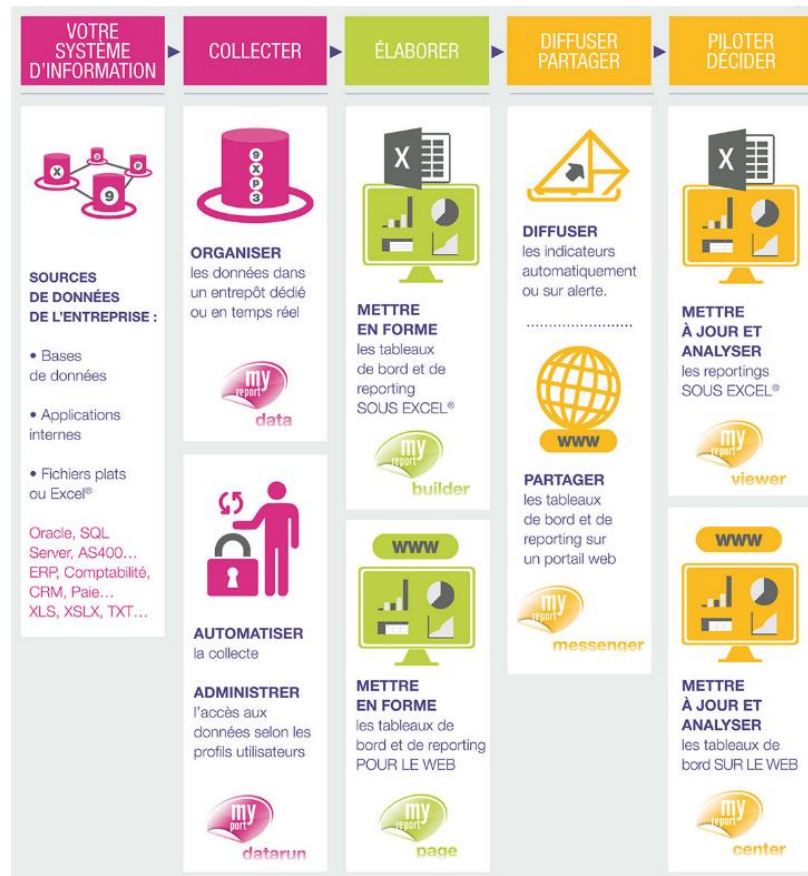 VOTRE
SYSTÈME
D'INFORMATION
COLLECTER
ÉLABORER
DIFFUSER
PARTAGER
PILOTER
DÉCIDER
X
9
SOURCES
DE DONNÉES
DE L'ENTREPRISE :
• Bases
de données
• Applications
internes
• Fichiers plats
ou Excel®
Oracle, SQL
Server, AS400...
ERP, Comptabilité,
CRM, Paie...
XLS, XSLX, TXT...
9
X
P
3
ORGANISER
les données dans
un entrepôt dédié
ou en temps réel
my
report
data
AUTOMATISER
la collecte
ADMINISTRER
l'accès aux
données selon les
profils utilisateurs
my
port
datarun
X
METTRE
EN FORME
les tableaux
de bord et de
reporting
SOUS EXCEL®
my
report
builder
www
METTRE
EN FORME
les tableaux de
bord et de reporting
POUR LE WEB
my
report
page
DIFFUSER
les indicateurs
automatiquement
ou sur alerte.
www
PARTAGER
les tableaux
de bord et de
reporting sur
un portail web
my
report
messenger
X
METTRE
À JOUR ET
ANALYSER
les reportings
SOUS EXCEL®
my
report
viewer
www
METTRE
À JOUR ET
ANALYSER
les tableaux de
bord SUR LE WEB
my
report
center